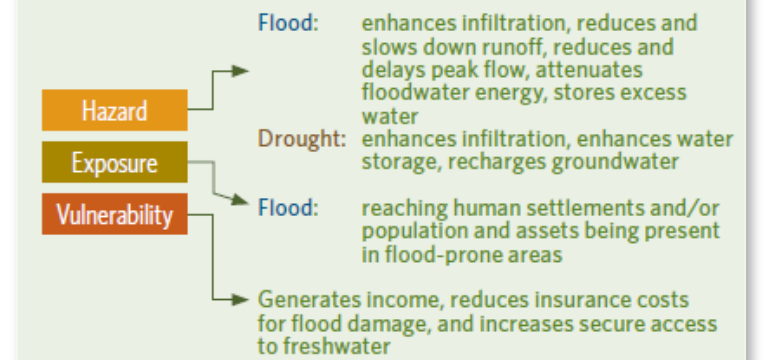 Flood: enhances infiltration, reduces and
slows down runoff, reduces and
delays peak flow, attenuates
floodwater energy, stores excess
water
Drought: enhances infiltration, enhances water
storage, recharges groundwater
Hazard
Exposure
Vulnerability
Flood: reaching human settlements and/or
population and assets being present
in flood-prone areas
Generates income, reduces insurance costs
for flood damage, and increases secure access
to freshwater